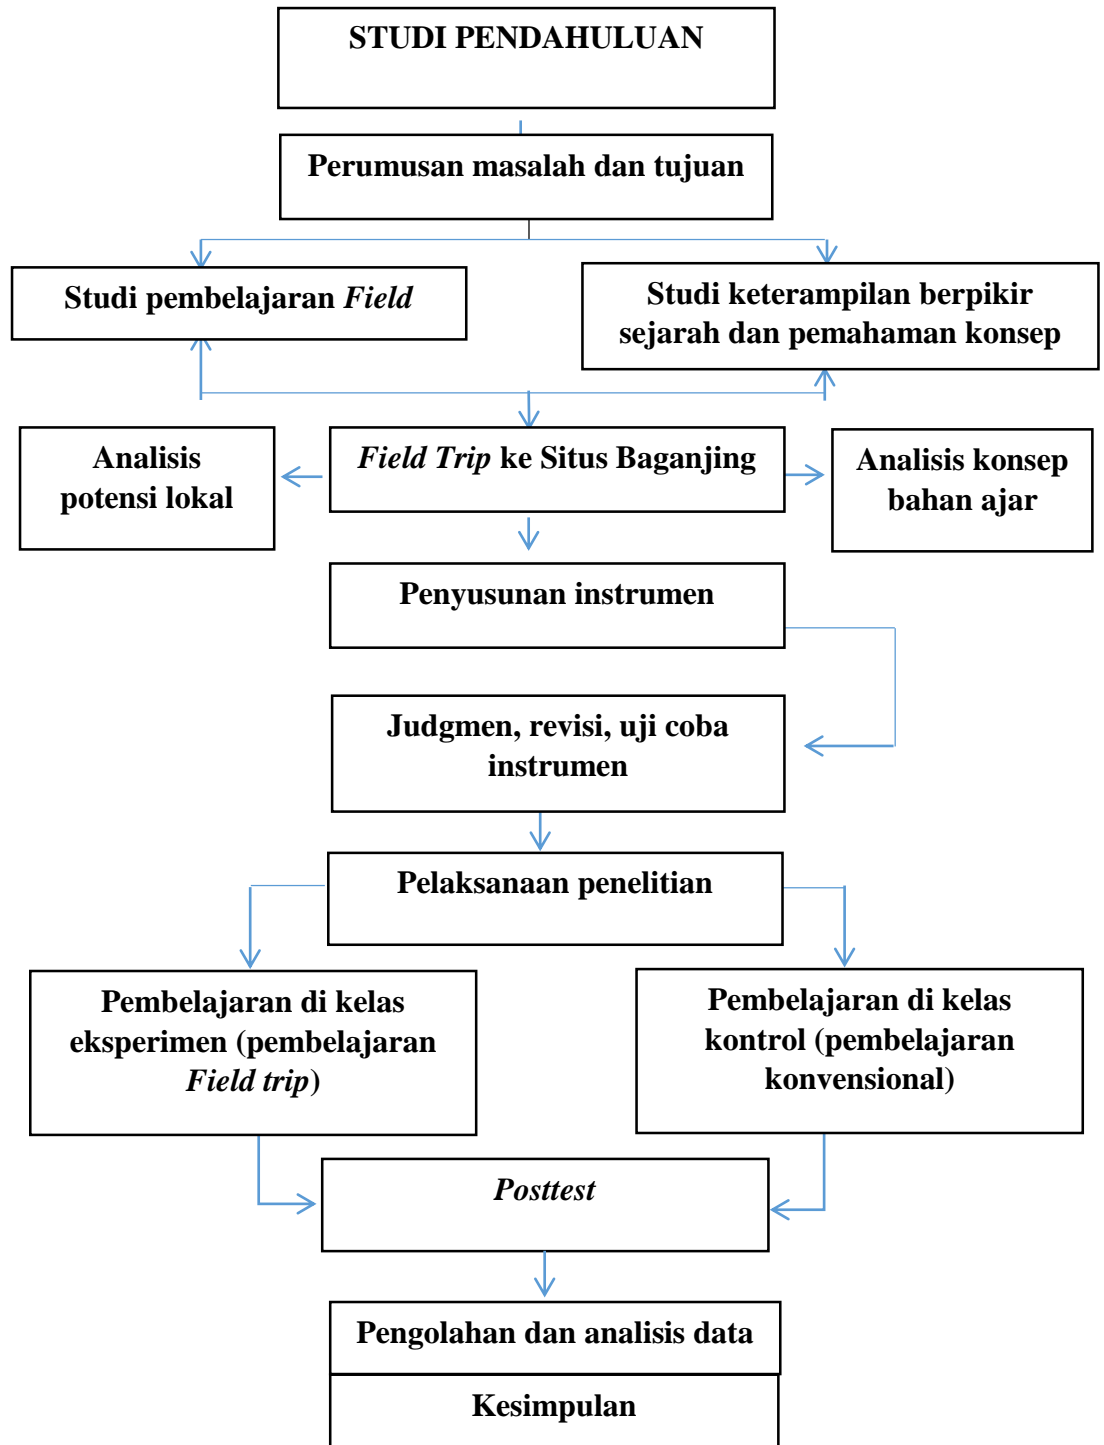 STUDI PENDAHULUAN
Perumusan masalah dan tujuan
Studi pembelajaran Field
Studi keterampilan berpikir
sejarah dan pemahaman konsep
Analisis
potensi lokal
Field Trip ke Situs Baganjing
Analisis konsep
bahan ajar
Penyusunan instrumen
Judgmen, revisi, uji coba
instrumen
Pelaksanaan penelitian
Pembelajaran di kelas
eksperimen (pembelajaran
Field trip)
Pembelajaran di kelas
kontrol (pembelajaran
konvensional)
Posttest
Pengolahan dan analisis data
Kesimpulan